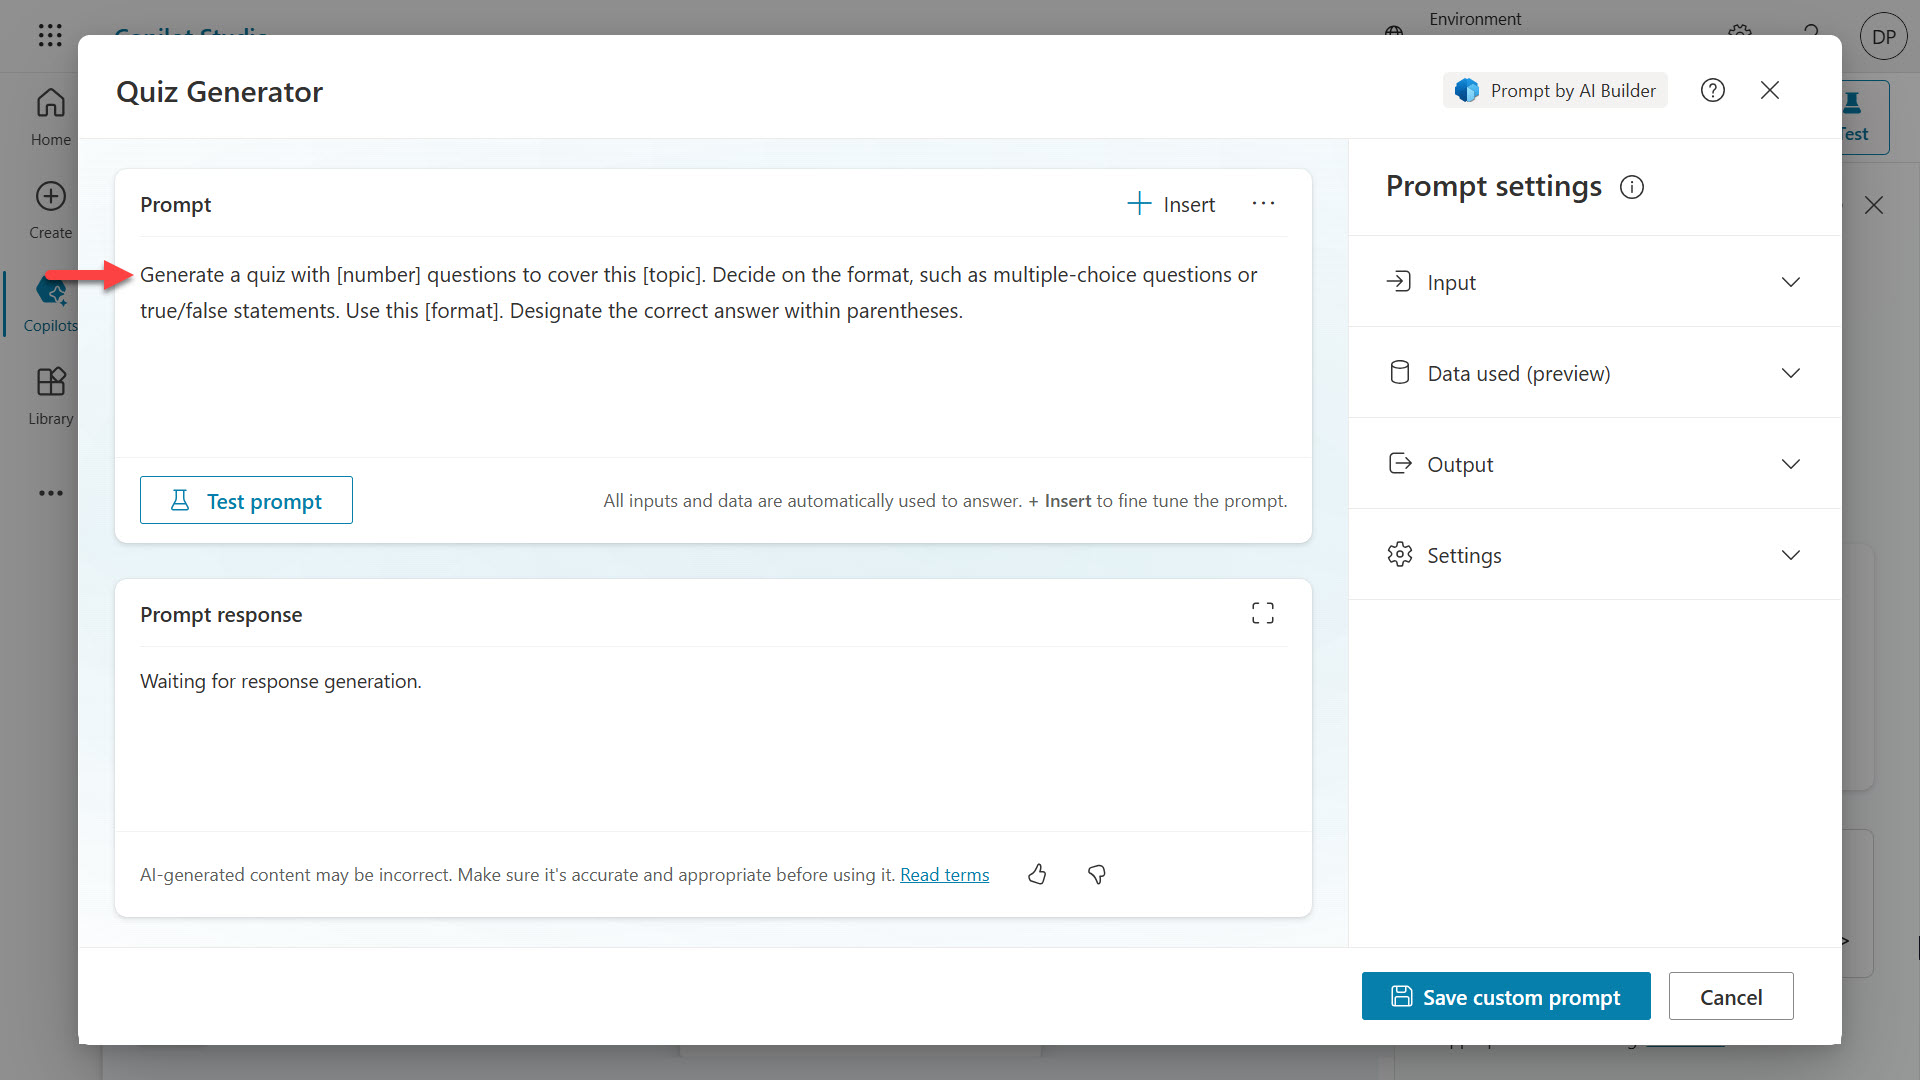 Copilot Studio
Environment
DP
Home
Create
Copilots
Library
Test
Quiz Generator
Prompt by AI Builder
Prompt
Insert
Generate a quiz with [number] questions to cover this [topic]. Decide on the format, such as multiple-choice questions or
true/false statements. Use this [format]. Designate the correct answer within parentheses.
Test prompt
All inputs and data are automatically used to answer. + Insert to fine tune the prompt.
Prompt response
Waiting for response generation.
AI-generated content may be incorrect. Make sure it's accurate and appropriate before using it. Read terms
Prompt settings
Input
Data used (preview)
Output
Settings
Save custom prompt
Cancel